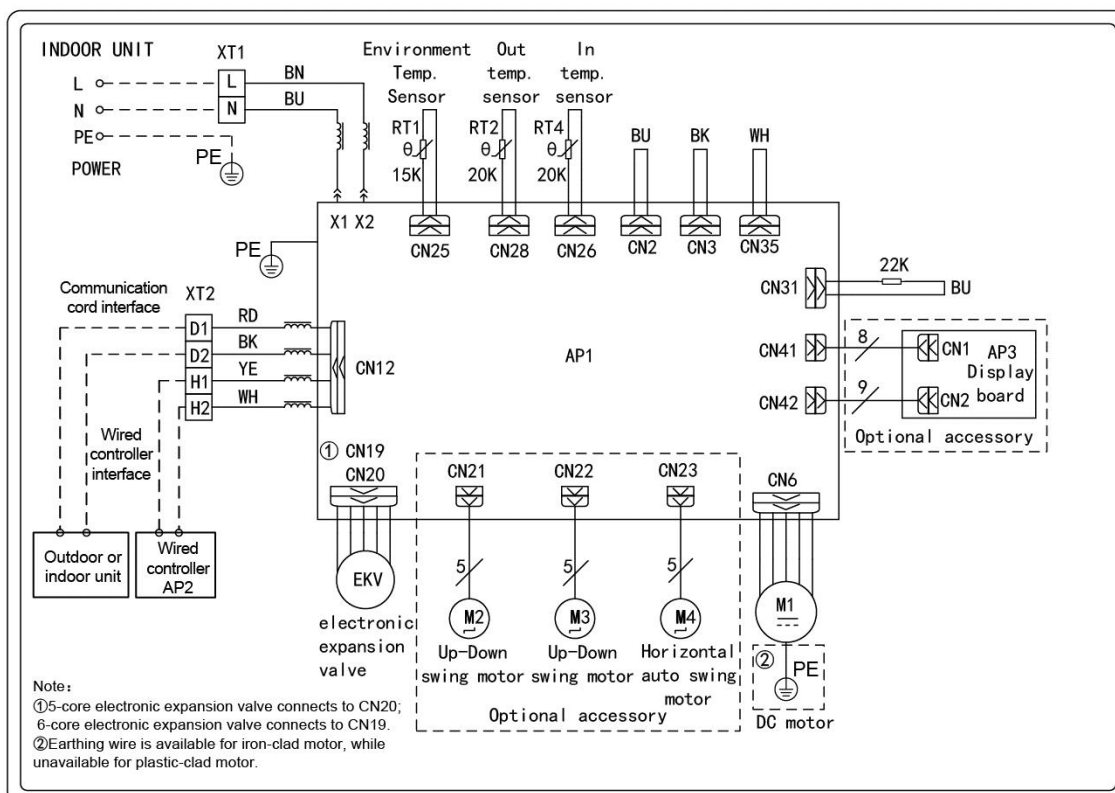 INDOOR UNIT
XT1
L
N
PE
POWER
L
N
BN
BU
PE
X1 X2
Environment
Temp.
Sensor
Out
temp.
sensor
In
temp.
sensor
RT1
θ
15K
RT2
θ
20K
RT4
θ
20K
BU
BK
WH
CN25
CN28
CN26
CN2
CN3
CN35
PE
Communication
cord interface
XT2
D1
D2
H1
H2
RD
BK
YE
WH
CN12
AP1
CN31
22K
BU
CN41
8
CN1
CN42
9
CN2
AP3
Display
board
Optional accessory
Wired
controller
interface
Outdoor or
indoor unit
Wired
controller
AP2
① CN19
CN20
EKV
electronic
expansion
valve
CN21
CN22
CN23
5
5
5
M2
M3
M4
Up-Down
swing motor
Up-Down
swing motor
Horizontal
auto swing
motor
Optional accessory
CN6
M1
②
PE
DC motor
Note:
①5-core electronic expansion valve connects to CN20;
6-core electronic expansion valve connects to CN19.
②Earthing wire is available for iron-clad motor, while
unavailable for plastic-clad motor.